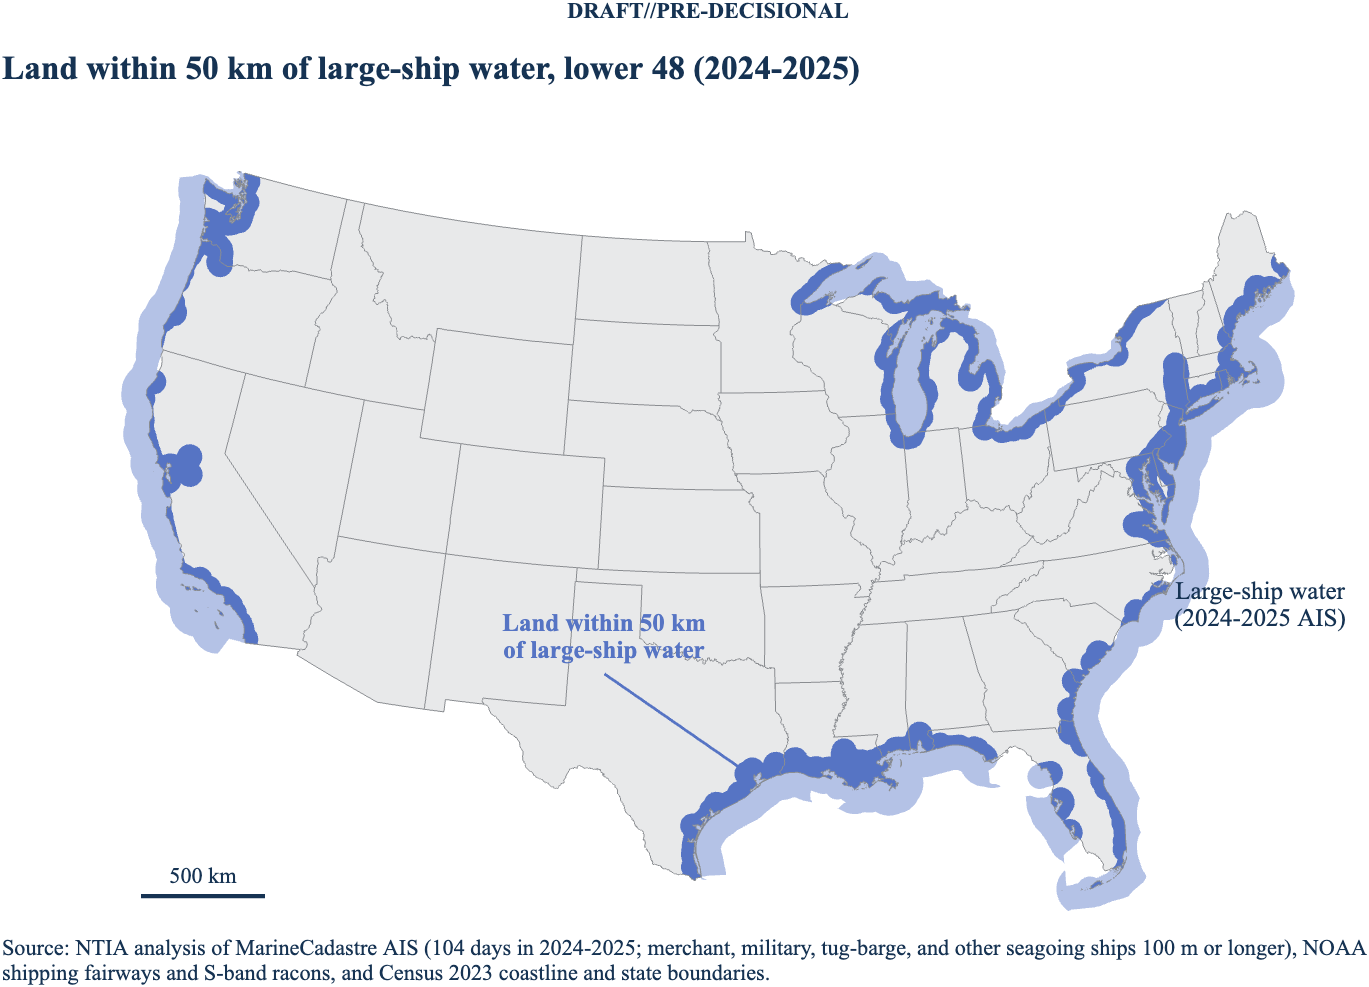 DRAFT//PRE-DECISIONAL
Land within 50 km of large-ship water, lower 48 (2024-2025)
Large-ship water
(2024-2025 AIS)
Land within 50 km
of large-ship water
500 km
Source: NTIA analysis of MarineCadastre AIS (104 days in 2024-2025; merchant, military, tug-barge, and other seagoing ships 100 m or longer), NOAA
shipping fairways and S-band racons, and Census 2023 coastline and state boundaries.